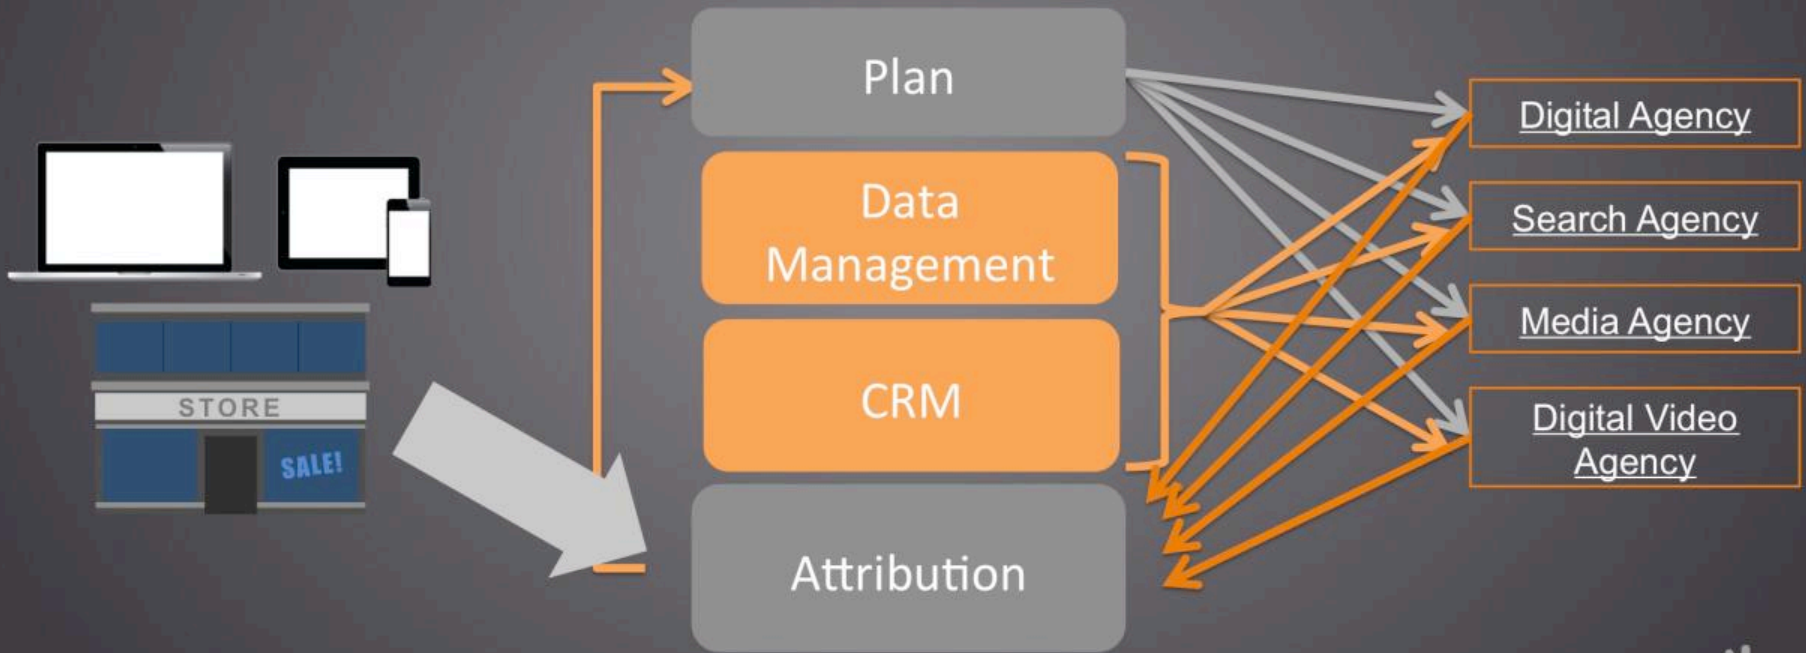 Plan
Data
Management
CRM
Attribution
STORE
SALE!
Digital Agency
Search Agency
Media Agency
Digital Video
Agency